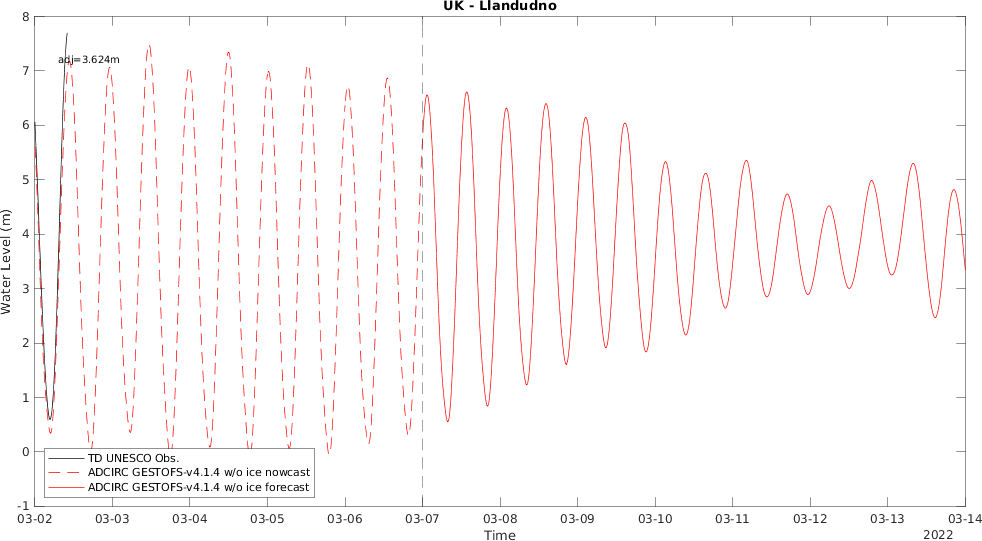 UK - Llandudno
8
7
6
5
4
3
2
1
0
-1
Water Level (m)
adj=3.624m
TD UNESCO Obs.
ADCIRC GESTOFS-v4.1.4 w/o ice nowcast
ADCIRC GESTOFS-v4.1.4 w/o ice forecast
03-02 03-03 03-04 03-05 03-06 03-07 03-08 03-09 03-10 03-11 03-12 03-13 03-14
Time
2022